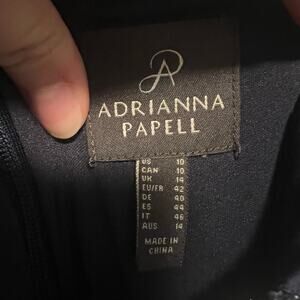 ADRIANNA
PAPELL
US 10
CAN 10
UK 14
EU/FR 42
DE 40
ES 44
IT 46
AUS 14
MADE IN
CHINA